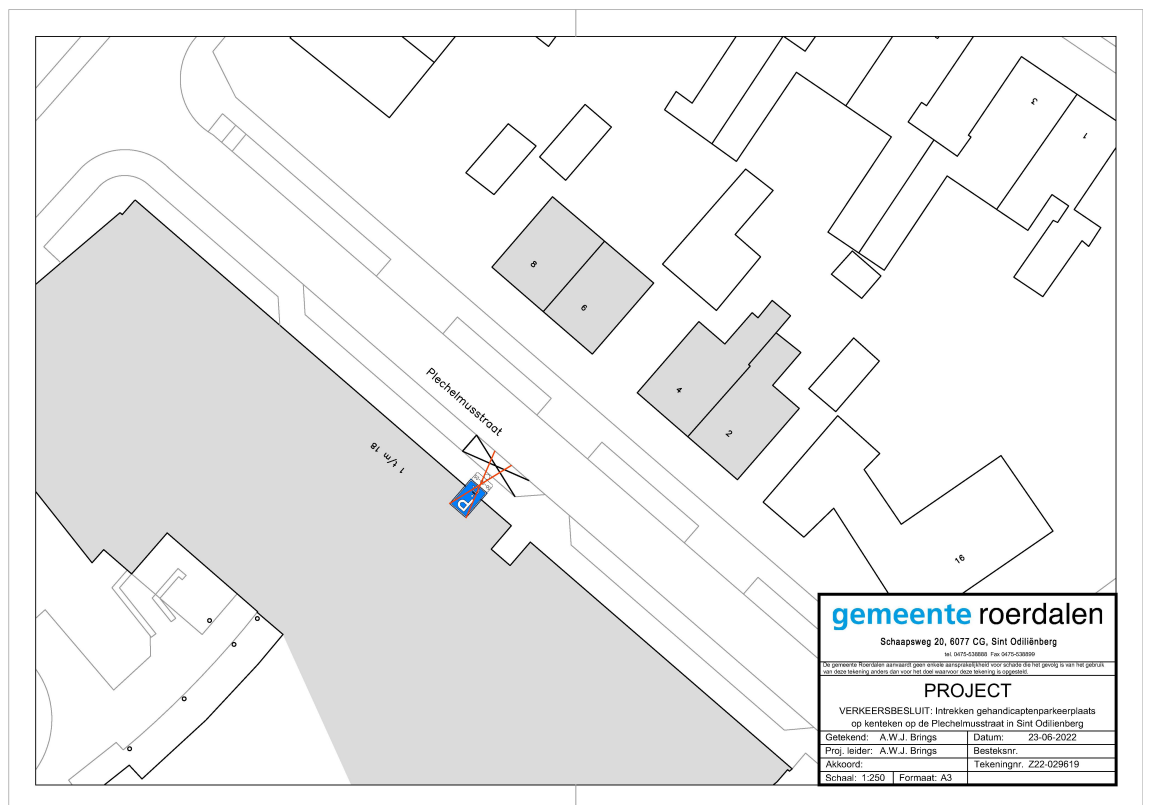 3
1
8
6
4
2
Plechelmusstraat
1 t/m 18
P
16
gemeente roerdalen
Schaapsweg 20, 6077 CG, Sint Odiliënberg
tel. 0475-538888 Fax 0475-538899
De gemeente Roerdalen aanvaardt geen enkele aansprakelijkheid voor schade die het gevolg is van het gebruik
van deze tekening anders dan voor het doel waarvoor deze tekening is opgesteld.
PROJECT
VERKEERSBESLUIT: Intrekken gehandicaptenparkeerplaats
op kenteken op de Plechelmusstraat in Sint Odilienberg
Getekend: A.W.J. Brings Datum: 23-06-2022
Proj. leider: A.W.J. Brings Besteksnr.
Akkoord: Tekeningnr. Z22-029619
Schaal: 1:250 Formaat: A3